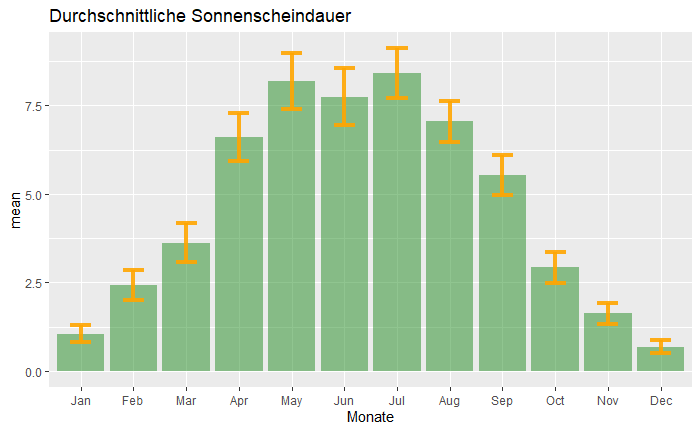 Durchschnittliche Sonnenscheindauer
mean
7.5
5.0
2.5
0.0
Jan Feb Mar Apr May Jun Jul Aug Sep Oct Nov Dec
Monate